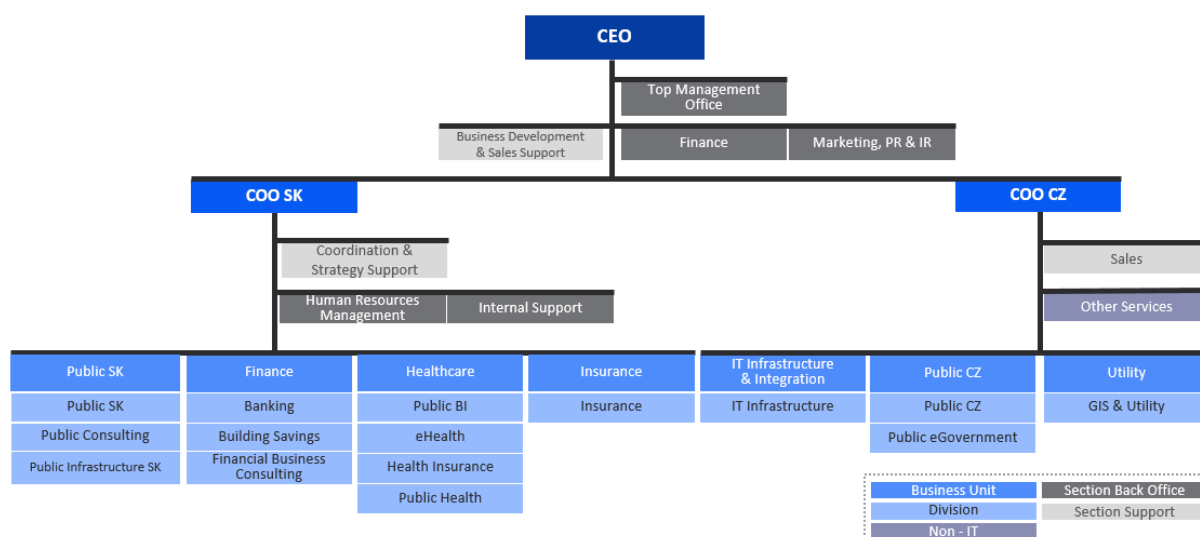 CEO
Top Management
Office
Business Development
& Sales Support
Finance
Marketing, PR & IR
COO SK
COO CZ
Coordination &
Strategy Support
Sales
Human Resources
Management
Internal Support
Other Services
Public SK
Finance
Healthcare
Insurance
IT Infrastructure
& Integration
Public CZ
Utility
Public SK
Banking
Public BI
Insurance
IT Infrastructure
Public CZ
GIS & Utility
Public Consulting
Building Savings
eHealth
Public eGovernment
Public Infrastructure SK
Financial Business
Consulting
Health Insurance
Public Health
Business Unit
Section Back Office
Division
Section Support
Non - IT